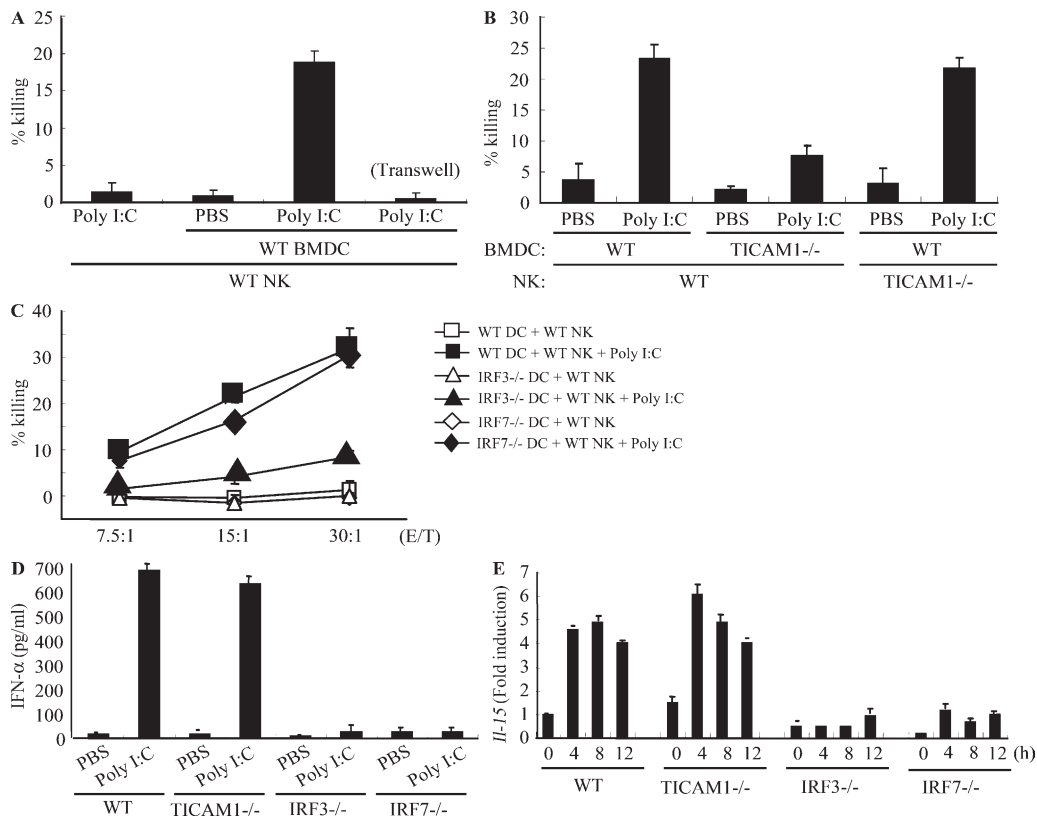 A
25
20
15
10
5
0
% killing
(Transwell)
Poly I:C PBS Poly I:C Poly I:C
WT BMDC
WT NK
B
30
25
20
15
10
5
0
% killing
PBS Poly I:C PBS Poly I:C PBS Poly I:C
BMDC: WT TICAM1-/- WT
NK: WT TICAM1-/-
C
40
30
20
10
0
% killing
7.5:1 15:1 30:1 (E/T)
WT DC + WT NK
WT DC + WT NK + Poly I:C
IRF3-/- DC + WT NK
IRF3-/- DC + WT NK + Poly I:C
IRF7-/- DC + WT NK
IRF7-/- DC + WT NK + Poly I:C
D
700
600
500
400
300
200
100
0
IFN-α (pg/ml)
PBS Poly I:C PBS Poly I:C PBS Poly I:C PBS Poly I:C
WT TICAM1-/- IRF3-/- IRF7-/-
E
7
6
5
4
3
2
1
0
Il-15 (Fold induction)
0 4 8 12 0 4 8 12 0 4 8 12 0 4 8 12 (h)
WT TICAM1-/- IRF3-/- IRF7-/-